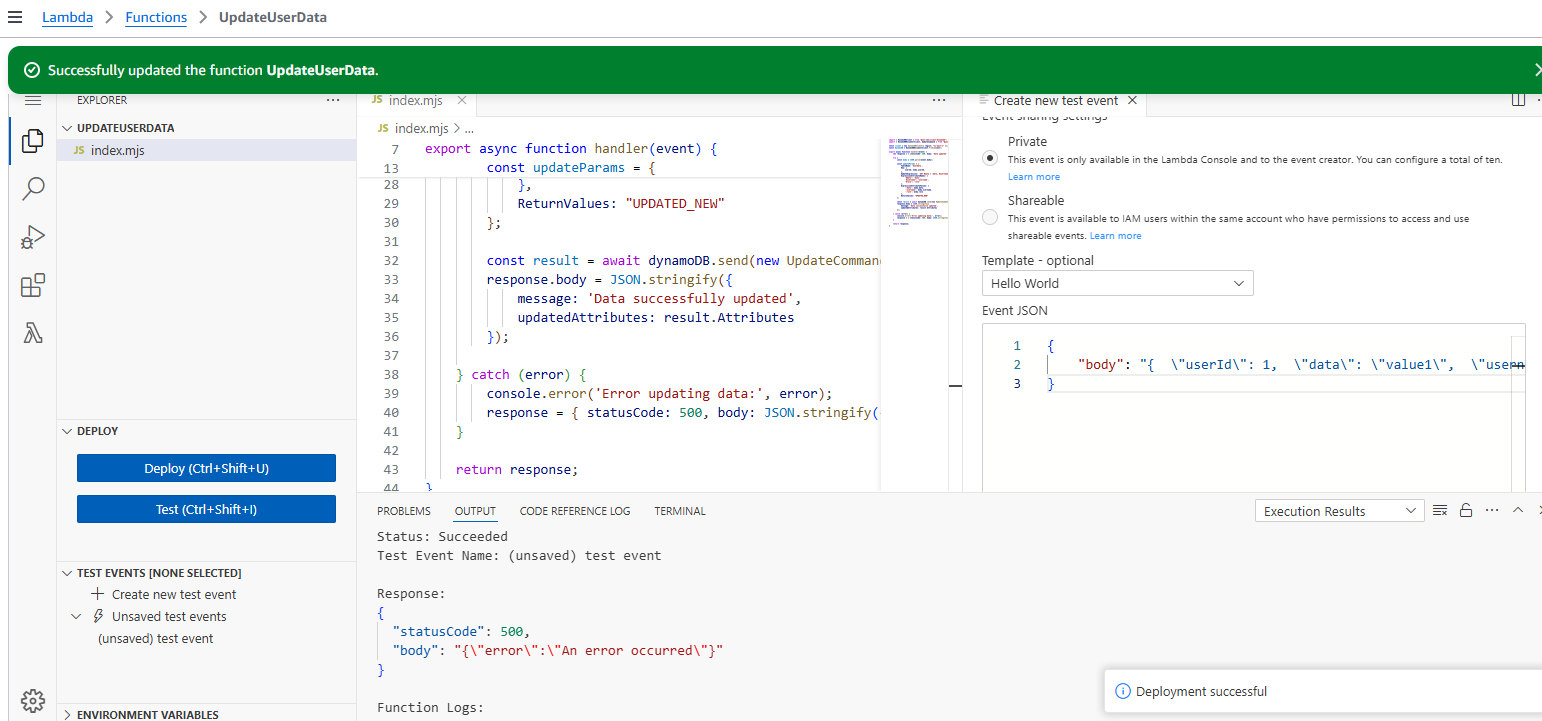 Lambda > Functions > UpdateUserData
Successfully updated the function UpdateUserData.
EXPLORER
UPDATEUSERDATA
JS index.mjs
DEPLOY
Deploy (Ctrl+Shift+U)
Test (Ctrl+Shift+I)
TEST EVENTS [NONE SELECTED]
Create new test event
Unsaved test events
(unsaved) test event
ENVIRONMENT VARIABLES
JS index.mjs
JS index.mjs > ...
7 export async function handler(event) {
13 const updateParams = {
28 },
29 ReturnValues: "UPDATED_NEW"
30 };
31
32 const result = await dynamoDB.send(new UpdateComman
33 response.body = JSON.stringify({
34 message: 'Data successfully updated',
35 updatedAttributes: result.Attributes
36 });
37
38 } catch (error) {
39 console.error('Error updating data:', error);
40 response = { statusCode: 500, body: JSON.stringify(
41 }
42
43 return response;
44 }
Create new test event
Event sharing settings
Private
This event is only available in the Lambda Console and to the event creator. You can configure a total of ten.
Learn more
Shareable
This event is available to IAM users within the same account who have permissions to access and use
shareable events. Learn more
Template - optional
Hello World
Event JSON
1 {
2 "body": "{ \"userId\": 1, \"data\": \"value1\", \"usern
3 }
PROBLEMS OUTPUT CODE REFERENCE LOG TERMINAL
Execution Results
Status: Succeeded
Test Event Name: (unsaved) test event
Response:
{
"statusCode": 500,
"body": "{\"error\":\"An error occurred\"}"
}
Function Logs:
Deployment successful